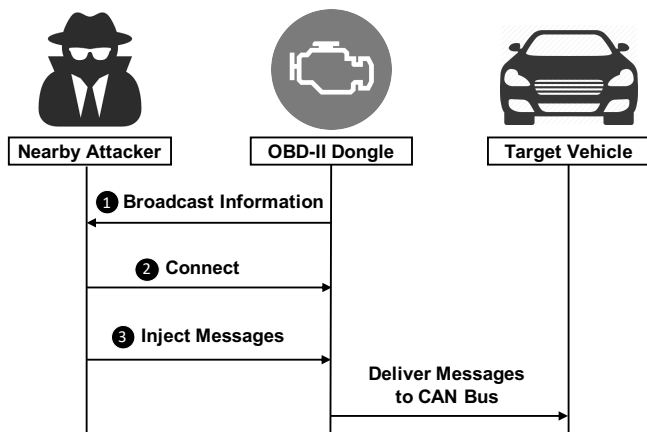 Nearby Attacker
OBD-II Dongle
Target Vehicle
1 Broadcast Information
2 Connect
3 Inject Messages
Deliver Messages
to CAN Bus